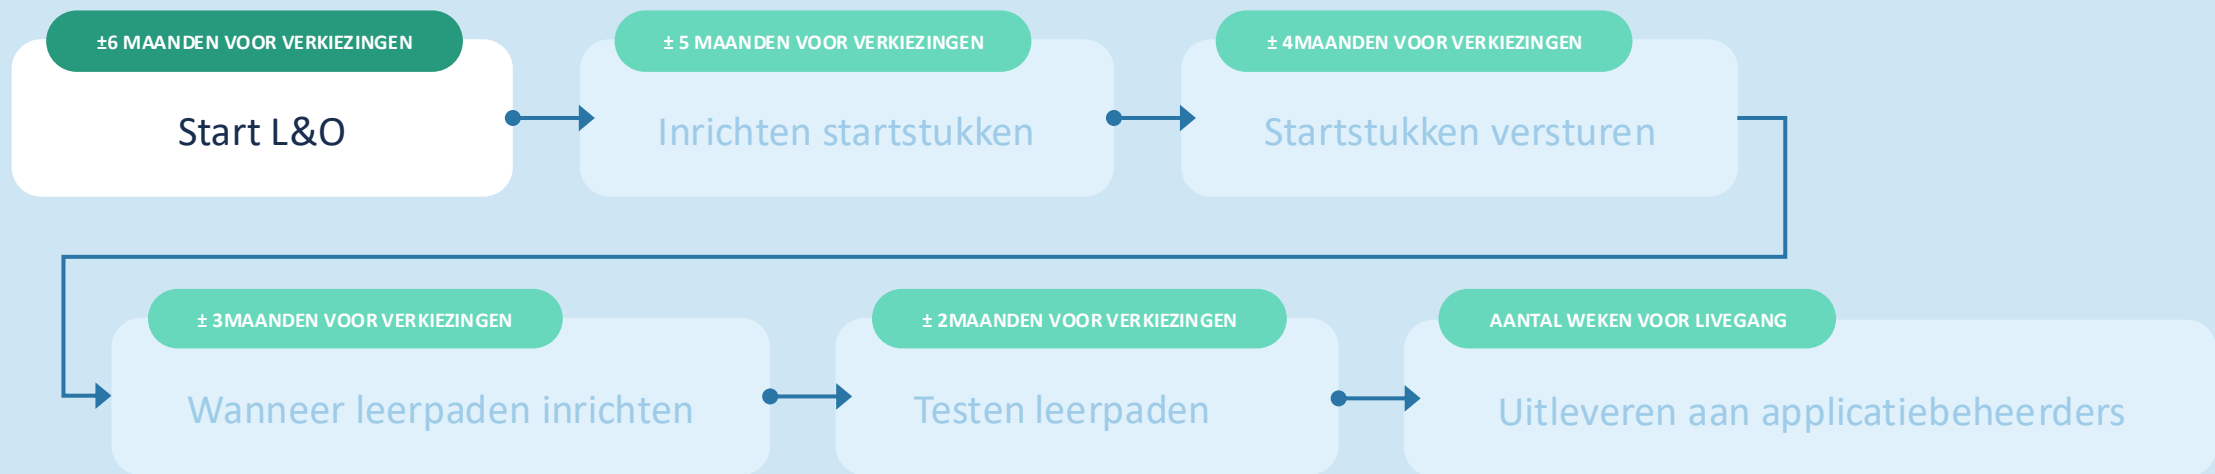 ±6 MAANDEN VOOR VERKIEZINGEN
Start L&O
± 5 MAANDEN VOOR VERKIEZINGEN
Inrichten startstukken
± 4MAANDEN VOOR VERKIEZINGEN
Startstukken versturen
± 3MAANDEN VOOR VERKIEZINGEN
Wanneer leerpaden inrichten
± 2MAANDEN VOOR VERKIEZINGEN
Testen leerpaden
AANTAL WEKEN VOOR LIVEGANG
Uitleveren aan applicatiebeheerders